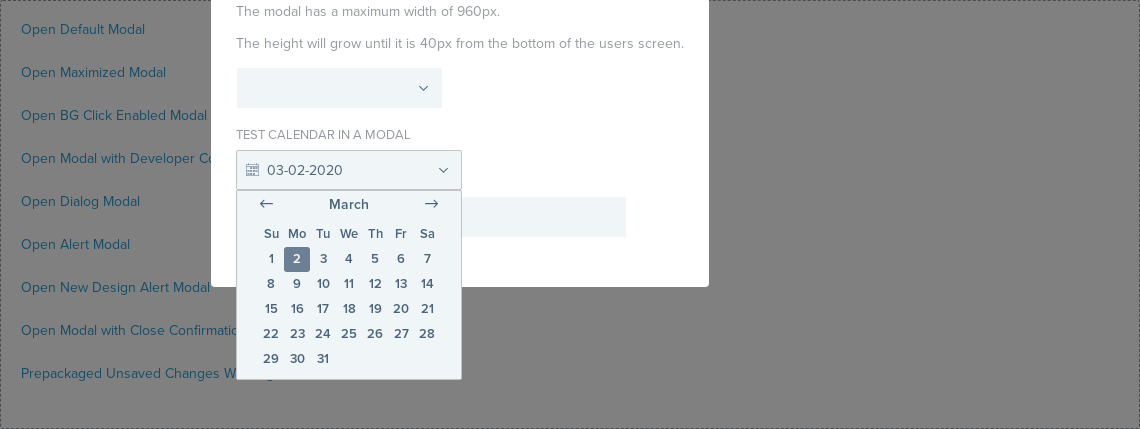 Open Default Modal
Open Maximized Modal
Open BG Click Enabled Modal
Open Modal with Developer
Open Dialog Modal
Open Alert Modal
Open New Design Alert Modal
Open Modal with Close
Prepackaged Unsaved Changes
The modal has a maximum width of 960px.
The height will grow until it is 40px from the bottom of the users screen.
TEST CALENDAR IN A MODAL
03-02-2020
← March →
Su Mo Tu We Th Fr Sa
1 2 3 4 5 6 7
8 9 10 11 12 13 14
15 16 17 18 19 20 21
22 23 24 25 26 27 28
29 30 31